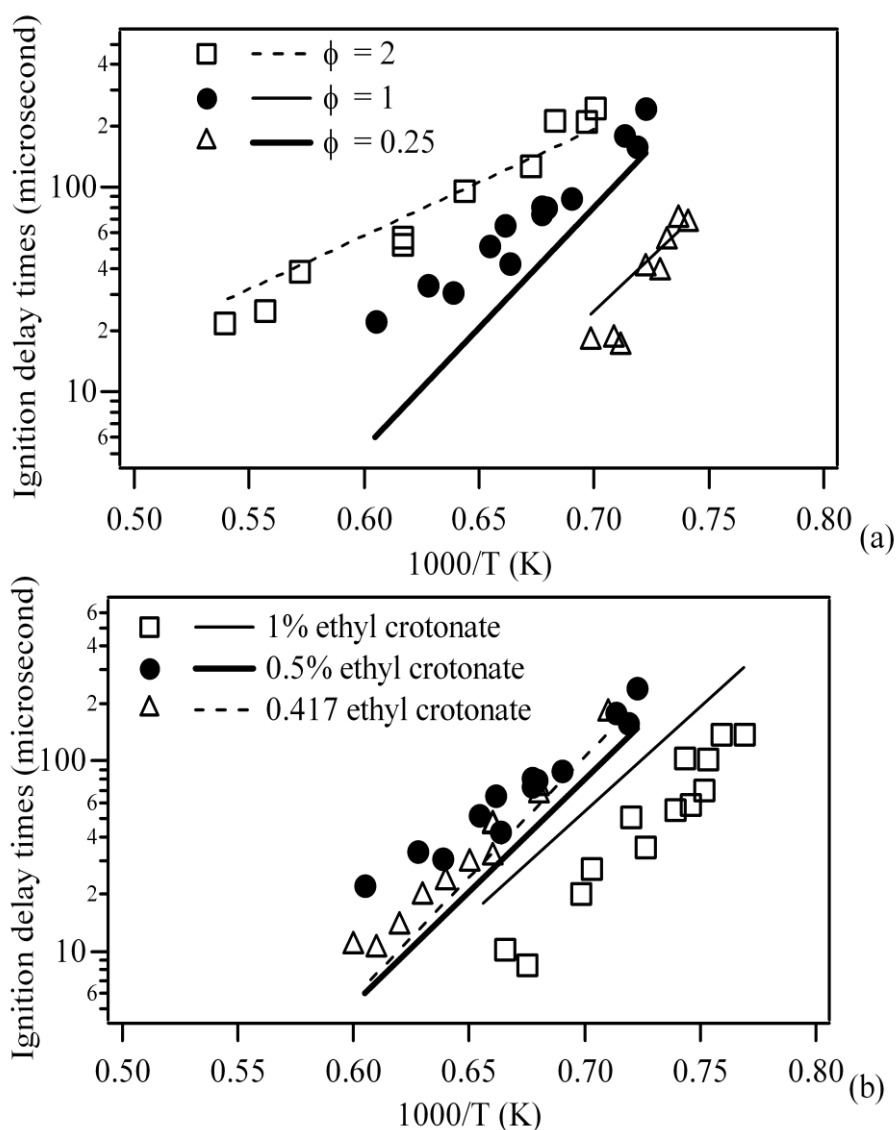 φ = 2
φ = 1
φ = 0.25
Ignition delay times (microsecond)
4
2
100
6
4
2
10
6
0.50 0.55 0.60 0.65 0.70 0.75 0.80
1000/T (K)
(a)
1% ethyl crotonate
0.5% ethyl crotonate
0.417 ethyl crotonate
Ignition delay times (microsecond)
6
4
2
100
6
4
2
10
6
0.50 0.55 0.60 0.65 0.70 0.75 0.80
1000/T (K)
(b)